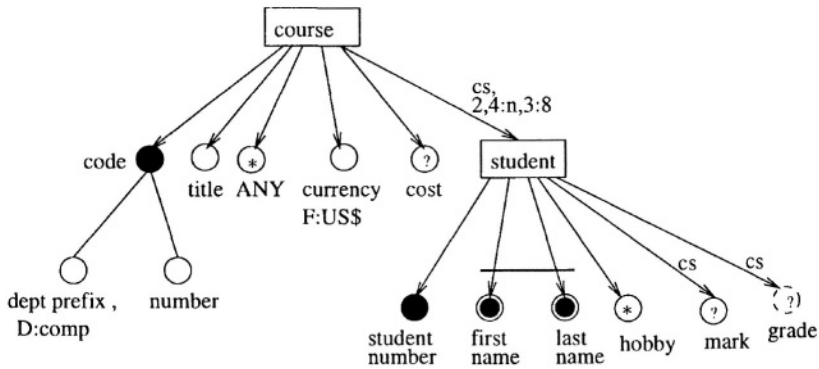 course
cs,
2,4:n,3:8
code
title
*
ANY
currency
F:US$
?
cost
student
dept prefix ,
D:comp
number
cs
cs
student
number
first
name
last
name
*
hobby
?
mark
?
grade